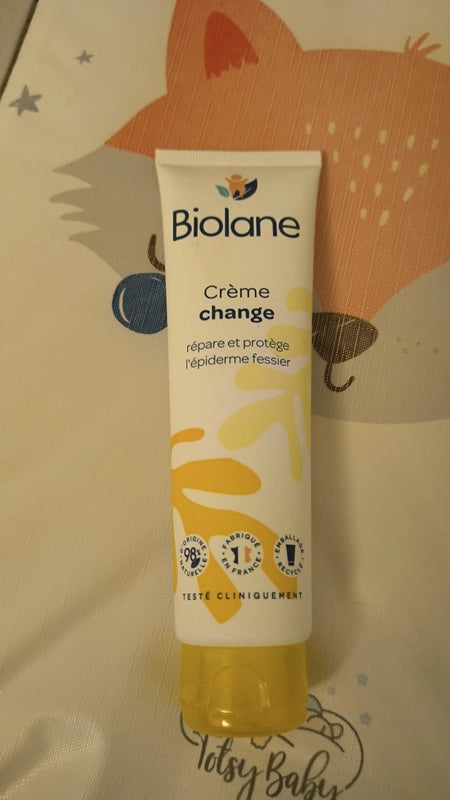 Biolane
Crème
change
répare et protège
l'épiderme fessier
D'ORIGINE
98%
NATURELLE
FABRIQUÉ
EN FRANCE
EMBALLAGE
RECYCLÉ
TESTÉ CLINIQUEMENT
Totsy Baby